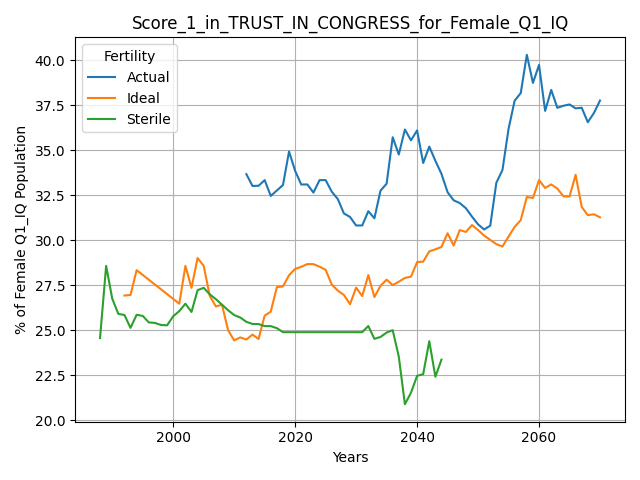 Score_1_in_TRUST_IN_CONGRESS_for_Female_Q1_IQ
Fertility
Actual
Ideal
Sterile
% of Female Q1_IQ Population
40.0
37.5
35.0
32.5
30.0
27.5
25.0
22.5
20.0
2000
2020
2040
2060
Years